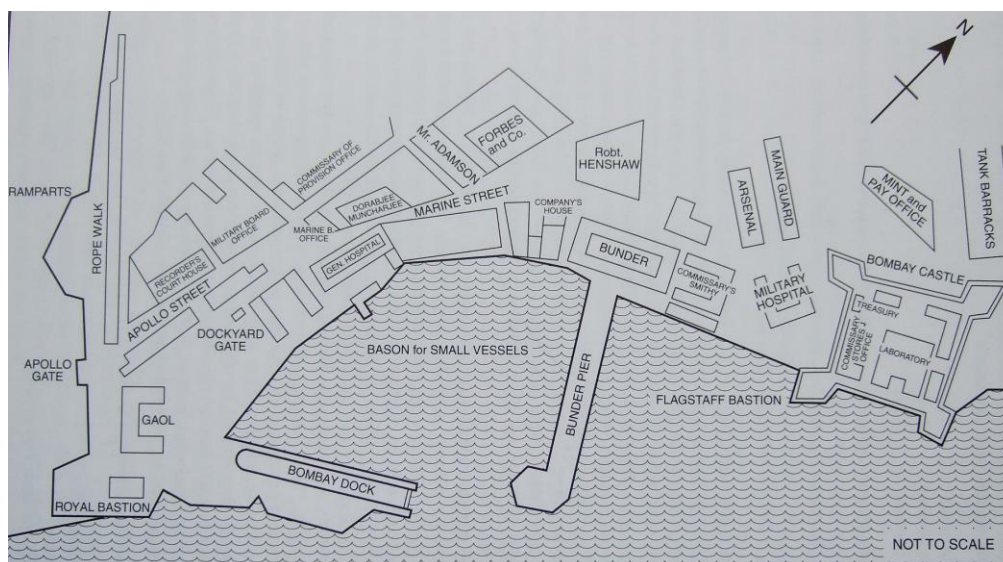 N
RAMPARTS
ROPE WALK
COMMISSARY OF
PROVISION OFFICE
Mr. ADAMSON
FORBES
and Co.
Robt.
HENSHAW
ARSENAL
MAIN GUARD
MINT and
PAY OFFICE
TANK BARRACKS
MILITARY BOARD
OFFICE
MARINE B.
OFFICE
DORABJEE
MUNCHARJEE
MARINE STREET
COMPANY'S
HOUSE
RECORDER'S
COURT HOUSE
GEN. HOSPITAL
BUNDER
COMMISSARY'S
SMITHY
MILITARY
HOSPITAL
BOMBAY CASTLE
TREASURY
COMMISSARY
STORES
OFFICE
LABORATORY
APOLLO STREET
DOCKYARD
GATE
BASON for SMALL VESSELS
BUNDER PIER
FLAGSTAFF BASTION
APOLLO
GATE
GAOL
BOMBAY DOCK
ROYAL BASTION
NOT TO SCALE